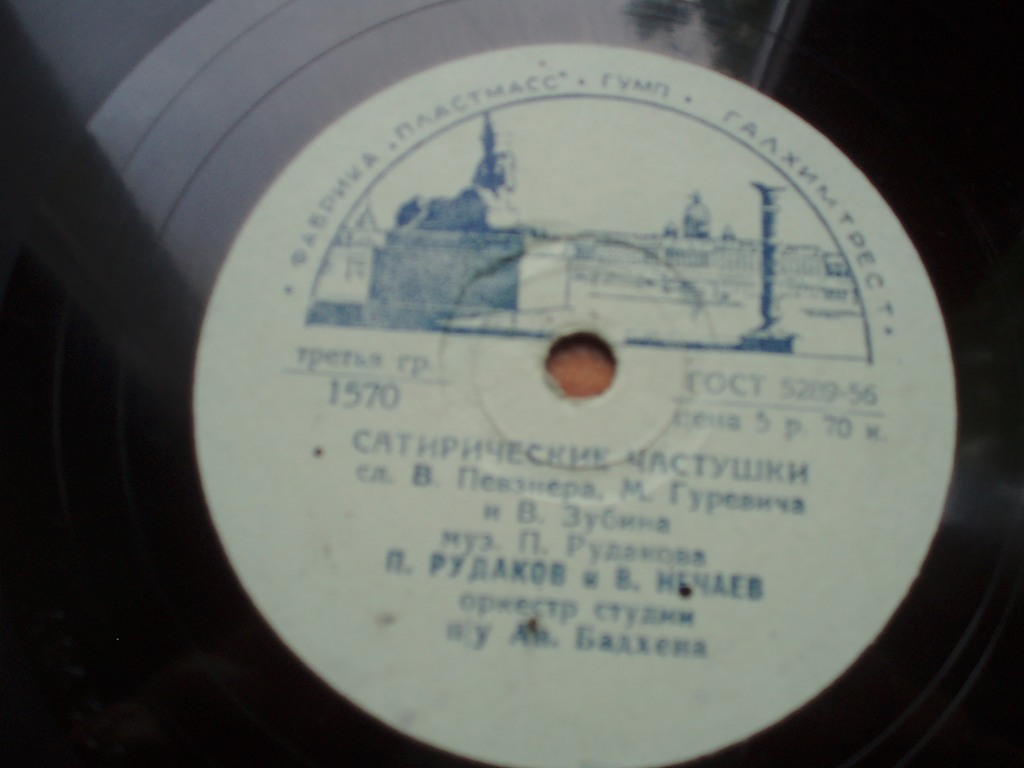 • ФАБРИКА „ПЛАСТМАСС" • ГУМП • ГАЛХИМТРЕСТ •
третья гр.
1570
ГОСТ 5289-56
цена 5 р. 70 к.
САТИРИЧЕСКИЕ ЧАСТУШКИ
сл. В. Певзнера, М. Гуревича
и В. Зубина
муз. П. Рудакова
П. РУДАКОВ и В. НЕЧАЕВ
оркестр студии
п/у Ан. Бадхена